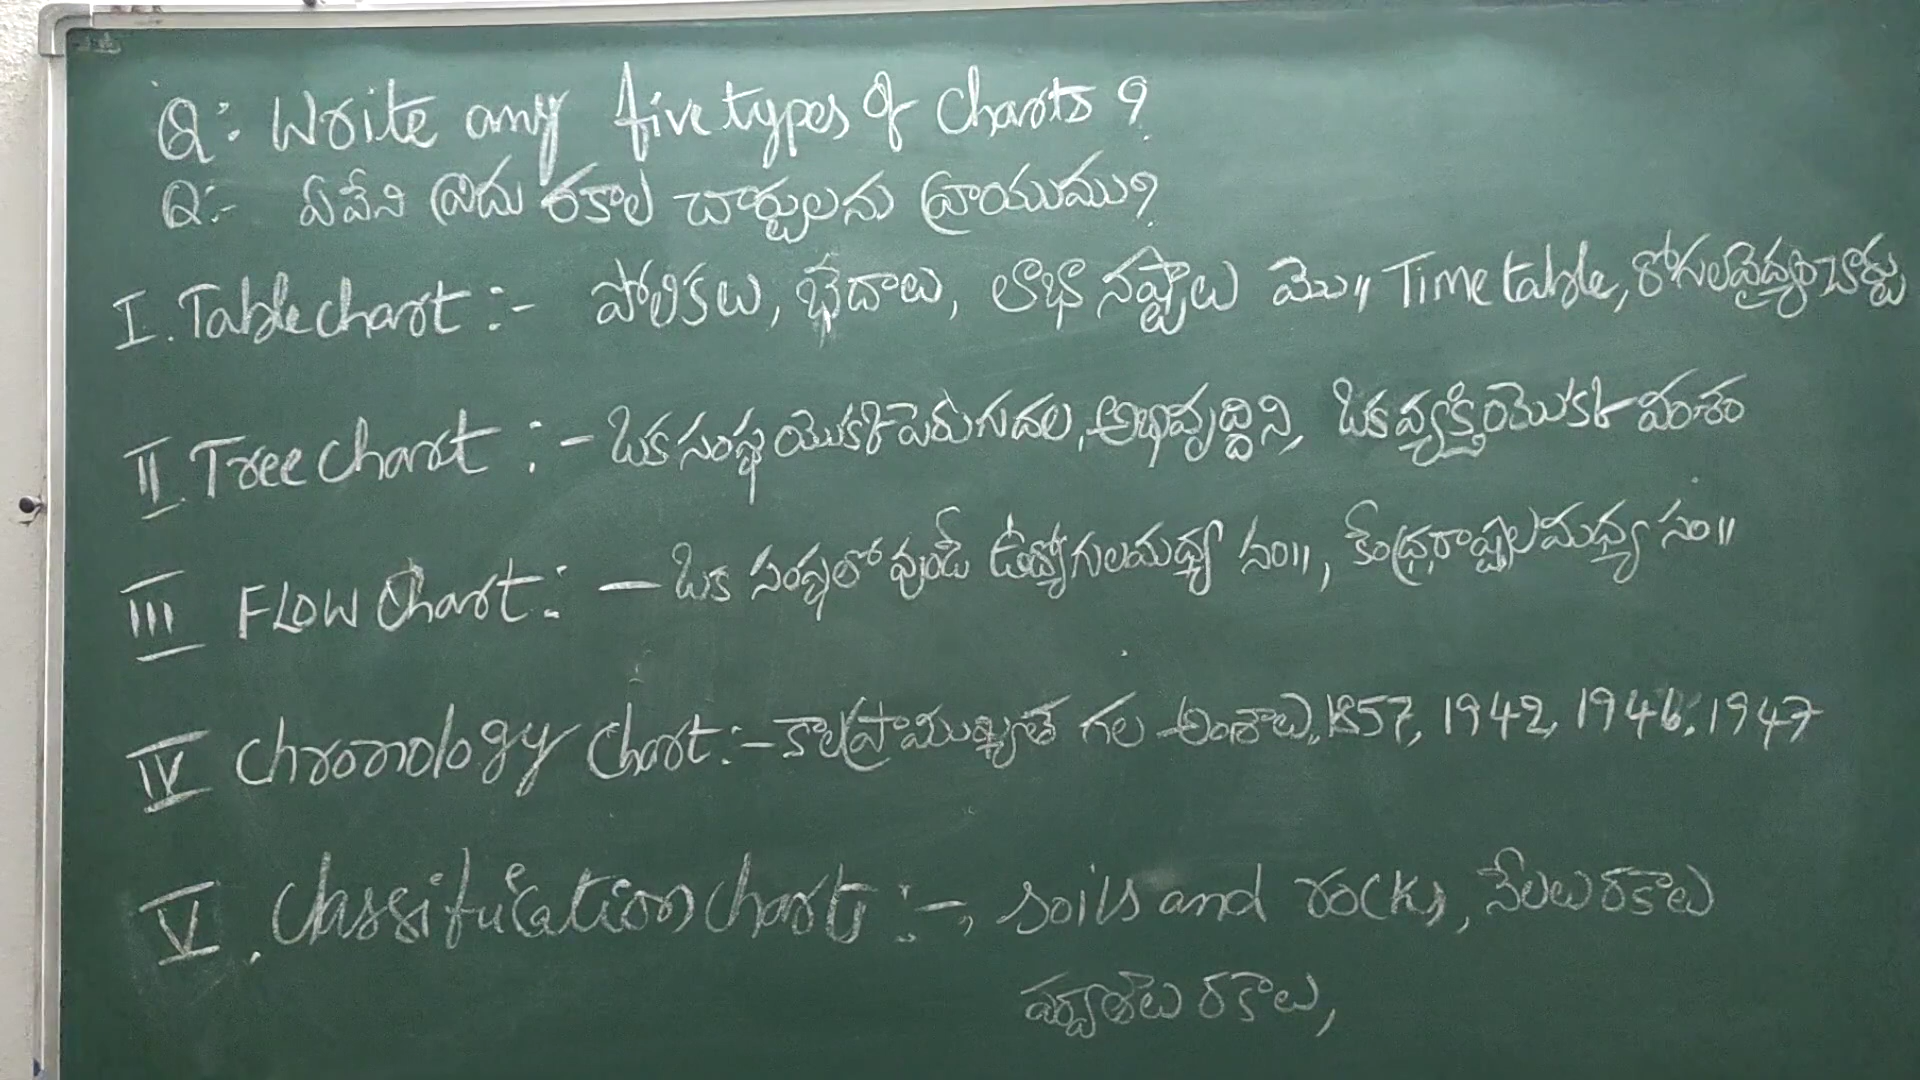 Q:- Write any five types of charts?
Q:- ఏవేని ఐదు రకాల చార్టులను వ్రాయుము?
I. Table chart :- పోలికలు, భేదాలు, లాభా నష్టాలు మొ॥ Time table, రోగుల వైద్యం చార్టు
II. Tree chart :- ఒక సంస్థ యొక్క పెరుగుదల, అభివృద్ధిని, ఒక వ్యక్తి యొక్క వంశం
III FLOW chart: - ఒక సంస్థలో వుండే ఉద్యోగుల మధ్య సం॥, కేంద్ర రాష్ట్రాల మధ్య సం॥
IV chronology chart:- కాల ప్రాముఖ్యత గల అంశాలు, 1857, 1942, 1946, 1947
V. classification chart :-, soils and rocks, నేలలు రకాలు
పర్వతాలు రకాలు,